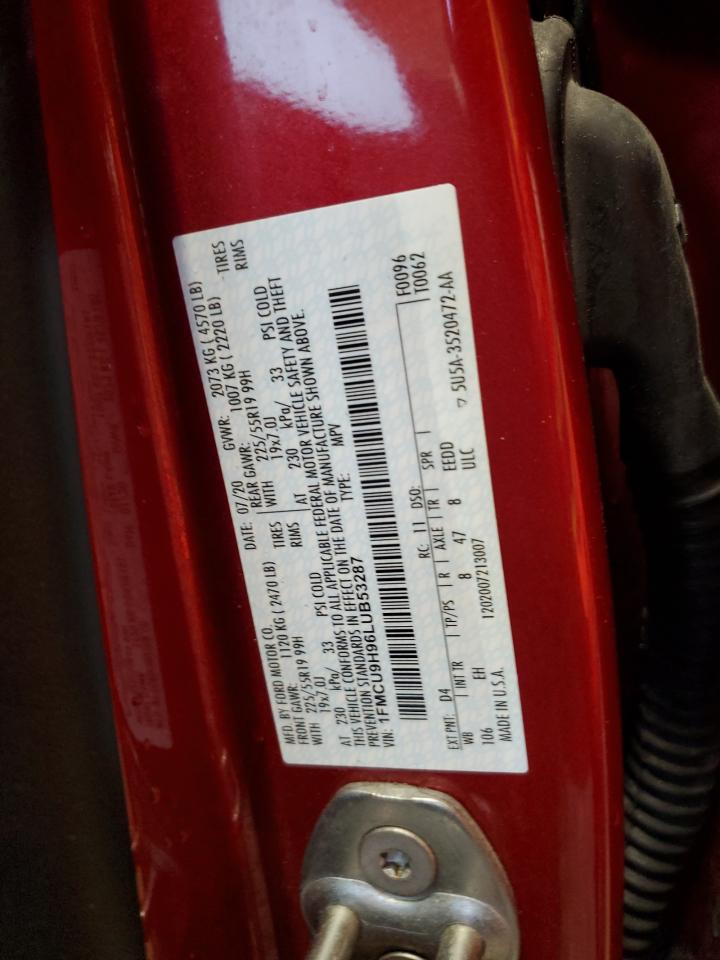 MFD. BY FORD MOTOR CO.
DATE: 07/20 GVWR: 2073 KG ( 4570 LB)
FRONT GAWR: 1120 KG ( 2470 LB) REAR GAWR: 1007 KG ( 2220 LB)
WITH 225/55R19 99H TIRES WITH 225/55R19 99H TIRES
19x7.0J RIMS 19x7.0J RIMS
AT 230 kPa/ 33 PSI COLD AT 230 kPa/ 33 PSI COLD
THIS VEHICLE CONFORMS TO ALL APPLICABLE FEDERAL MOTOR VEHICLE SAFETY AND THEFT
PREVENTION STANDARDS IN EFFECT ON THE DATE OF MANUFACTURE SHOWN ABOVE.
VIN: 1FMCU9H96LUB53287 TYPE: MPV
F0096
T0062
EXT PNT: D4 RC: 11 DSO:
WB INT TR TP/PS R AXLE TR SPR
106 EH 8 47 8 EEDD
1202007213007 ULC
MADE IN U.S.A. 5U5A-3520472-AA